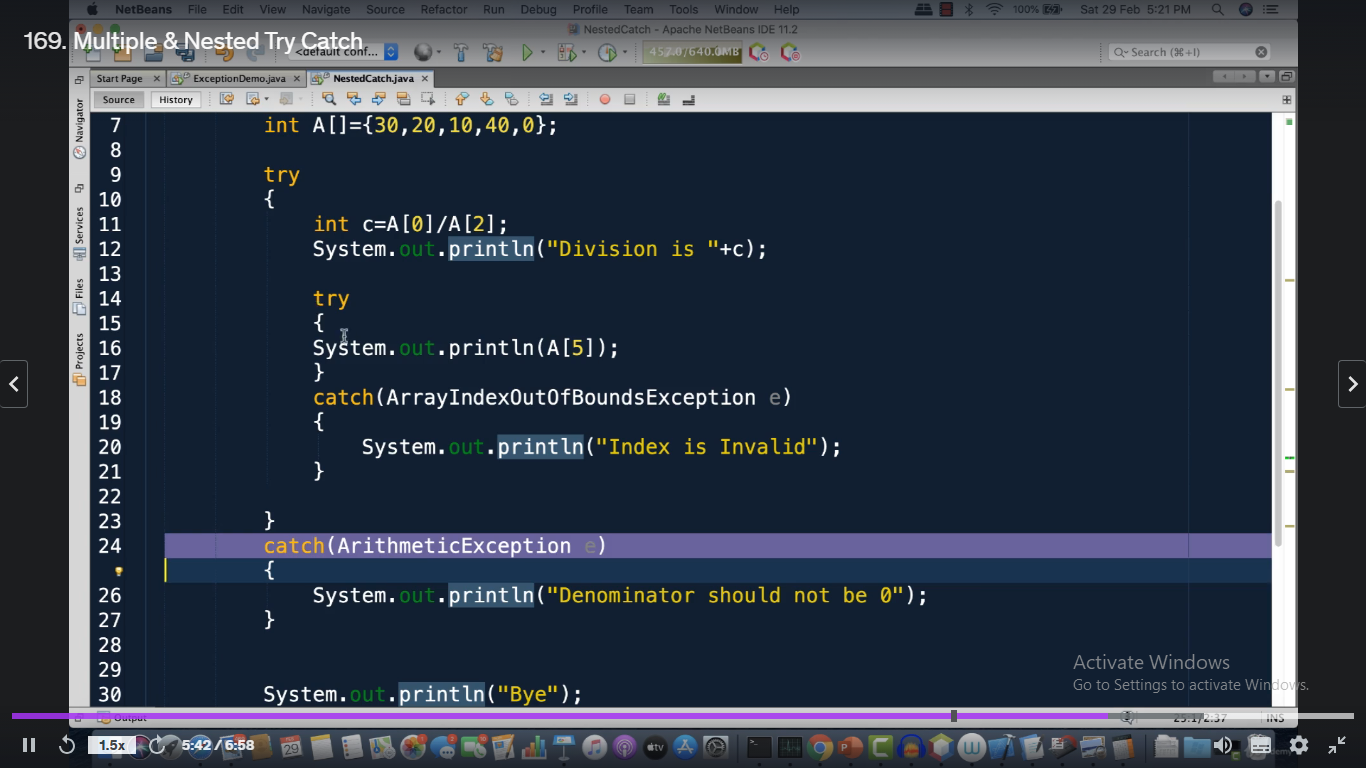 NetBeans File Edit View Navigate Source Refactor Run Debug Profile Team Tools Window Help 100% Sat 29 Feb 5:21 PM
NestedCatch - Apache NetBeans IDE 11.2
169. Multiple & Nested Try Catch
<default conf... 457.0/640.0MB Search (⌘+I)
Start Page ExceptionDemo.java NestedCatch.java
Source History
Navigator
Services
Files
Projects
7 int A[]={30,20,10,40,0};
8
9 try
10 {
11 int c=A[0]/A[2];
12 System.out.println("Division is "+c);
13
14 try
15 {
16 System.out.println(A[5]);
17 }
18 catch(ArrayIndexOutOfBoundsException e)
19 {
20 System.out.println("Index is Invalid");
21 }
22
23 }
24 catch(ArithmeticException e)
{
26 System.out.println("Denominator should not be 0");
27 }
28
29
30 System.out.println("Bye");
Activate Windows
Go to Settings to activate Windows.
Output 25:1/2:37 INS
1.5x 5:42 / 6:58